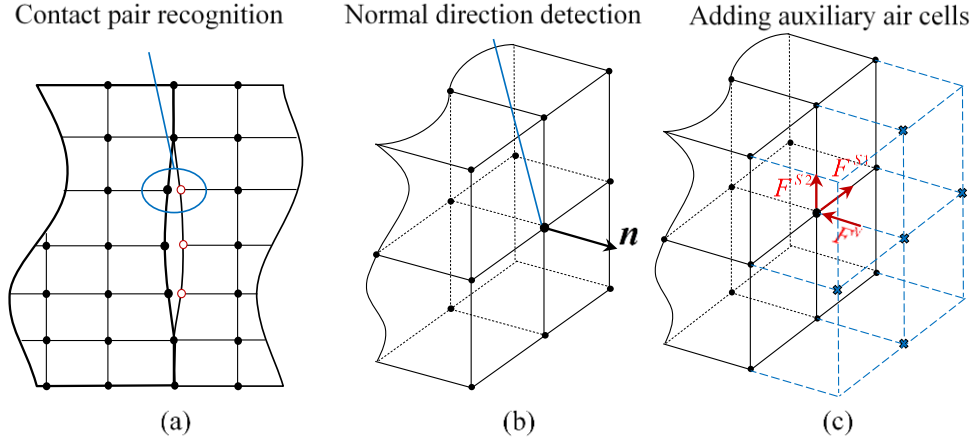 Contact pair recognition
Normal direction detection
Adding auxiliary air cells
n
F^S1
F^S2
(a)
(b)
(c)